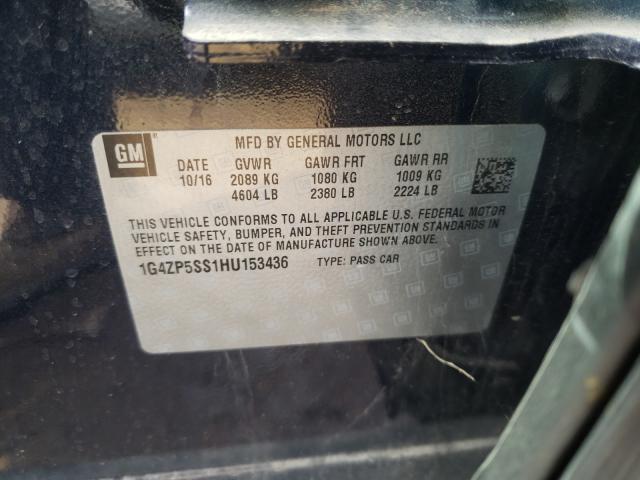 GM
MFD BY GENERAL MOTORS LLC
DATE GVWR GAWR FRT GAWR RR
10/16 2089 KG 1080 KG 1009 KG
4604 LB 2380 LB 2224 LB
THIS VEHICLE CONFORMS TO ALL APPLICABLE U.S. FEDERAL MOTOR
VEHICLE SAFETY, BUMPER, AND THEFT PREVENTION STANDARDS IN
EFFECT ON THE DATE OF MANUFACTURE SHOWN ABOVE.
1G4ZP5SS1HU153436 TYPE: PASS CAR